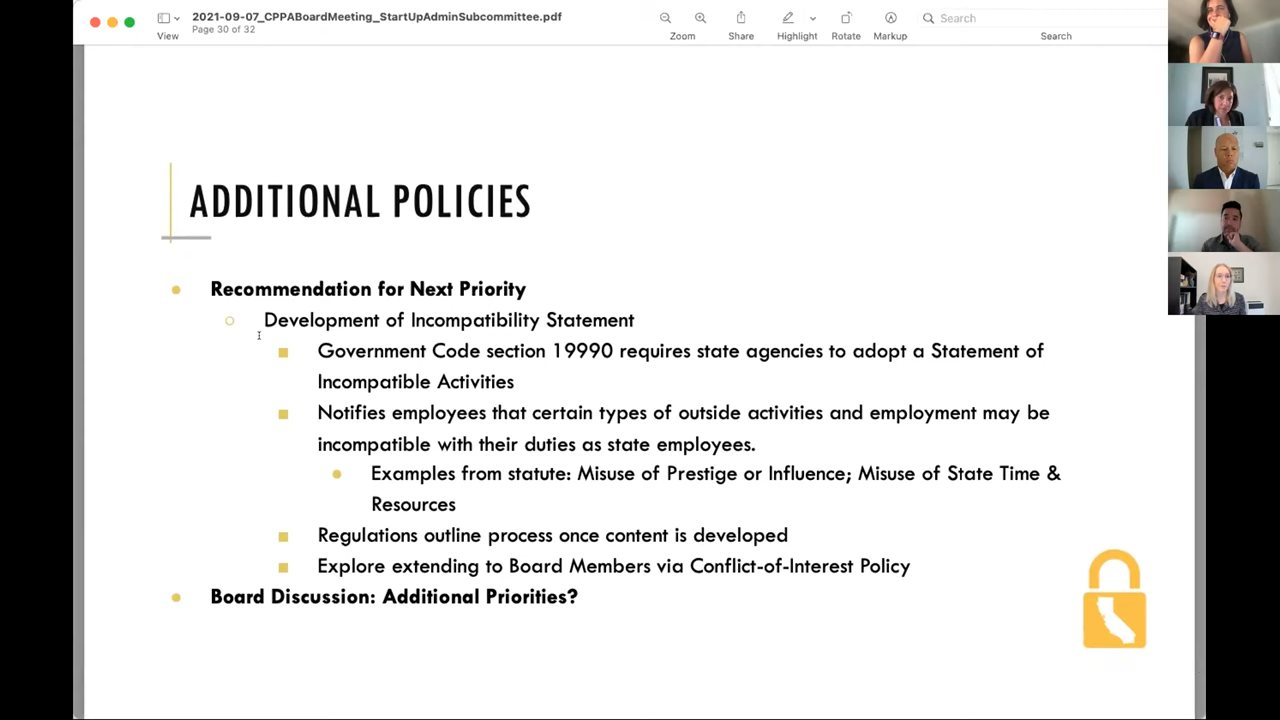 2021-09-07_CPPABoardMeeting_StartUpAdminSubcommittee.pdf
Page 30 of 32
View
Zoom
Share
Highlight
Rotate
Markup
Search
Search
ADDITIONAL POLICIES
Recommendation for Next Priority
Development of Incompatibility Statement
Government Code section 19990 requires state agencies to adopt a Statement of
Incompatible Activities
Notifies employees that certain types of outside activities and employment may be
incompatible with their duties as state employees.
Examples from statute: Misuse of Prestige or Influence; Misuse of State Time &
Resources
Regulations outline process once content is developed
Explore extending to Board Members via Conflict-of-Interest Policy
Board Discussion: Additional Priorities?